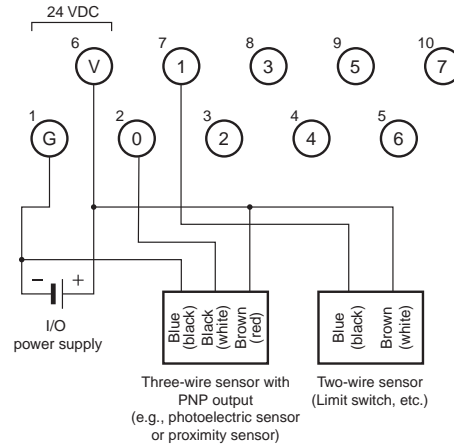 24 VDC
6 7 8 9 10
V 1 3 5 7
1 2 3 4 5
G 0 2 4 6
− +
I/O
power supply
Blue
(black)
Black
(white)
Brown
(red)
Blue
(black)
Brown
(white)
Three-wire sensor with
PNP output
(e.g., photoelectric sensor
or proximity sensor)
Two-wire sensor
(Limit switch, etc.)